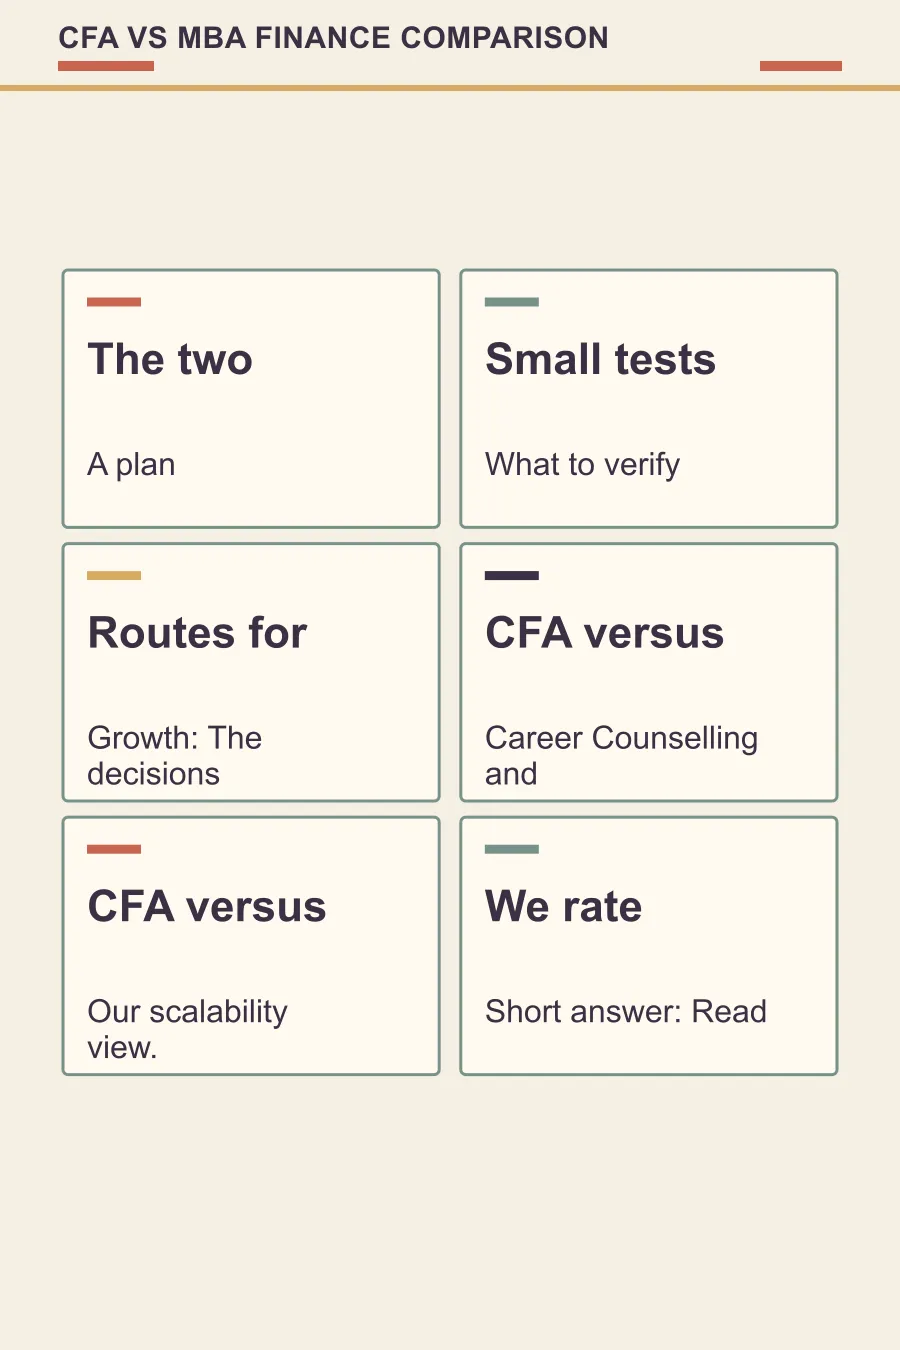 CFA VS MBA FINANCE COMPARISON
The two
A plan
Small tests
What to verify
Routes for
Growth: The
decisions
CFA versus
Career Counselling
and
CFA versus
Our scalability
view.
We rate
Short answer: Read